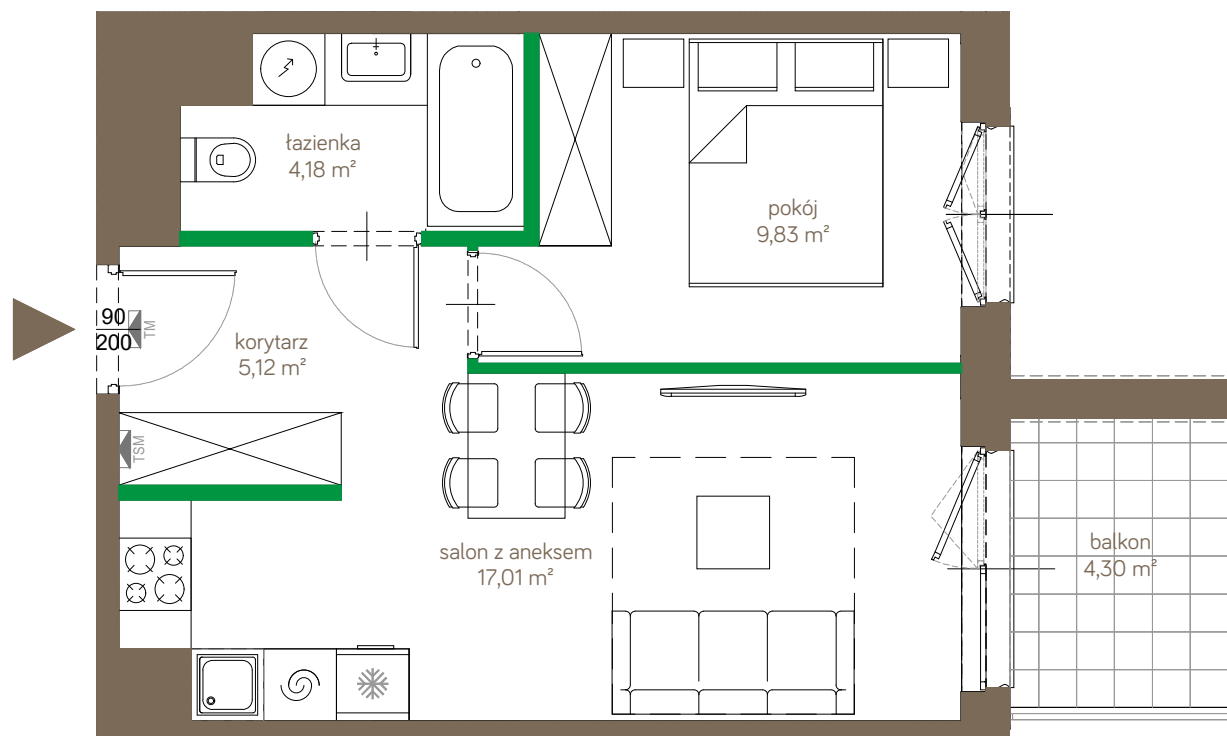 łazienka
4,18 m²
pokój
9,83 m²
90
200
TM
korytarz
5,12 m²
TSM
salon z aneksem
17,01 m²
balkon
4,30 m²